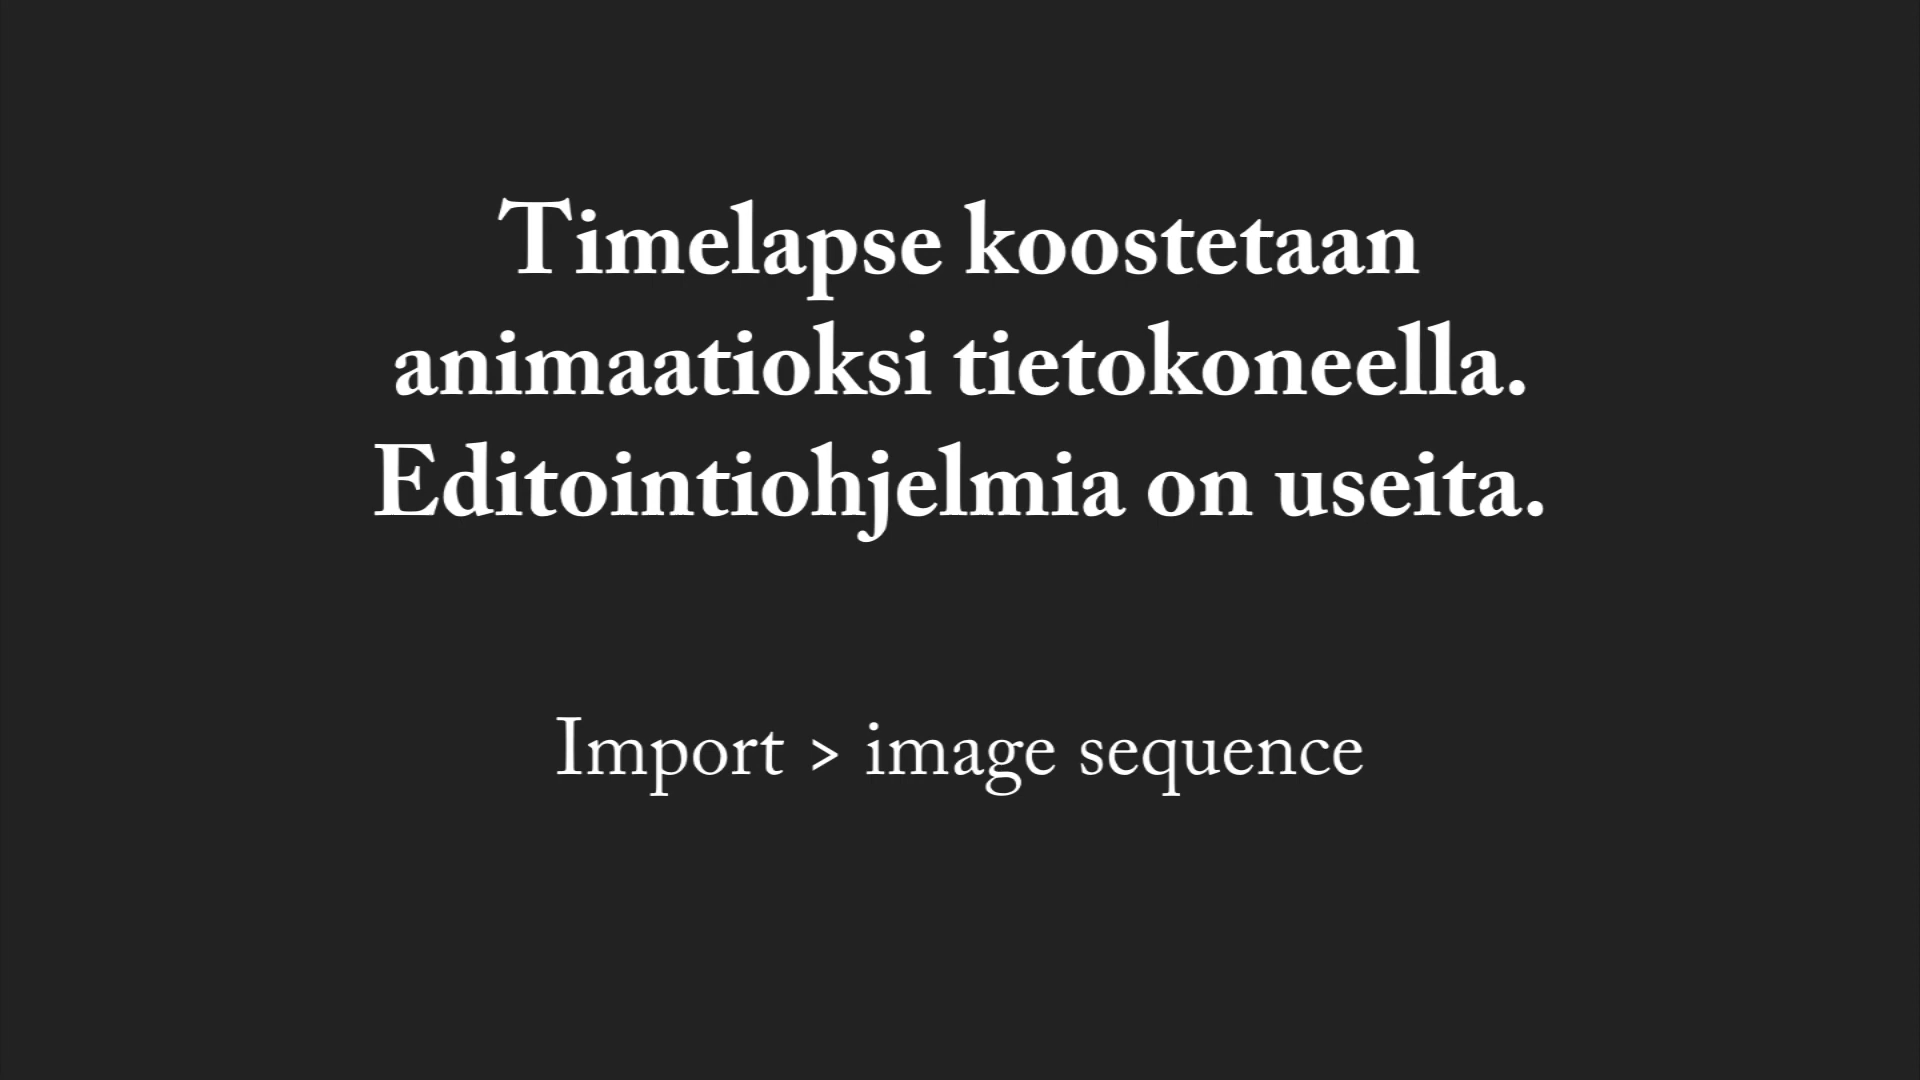 Timelapse koostetaan
animaatioksi tietokoneella.
Editointiohjelmia on useita.
Import > image sequence